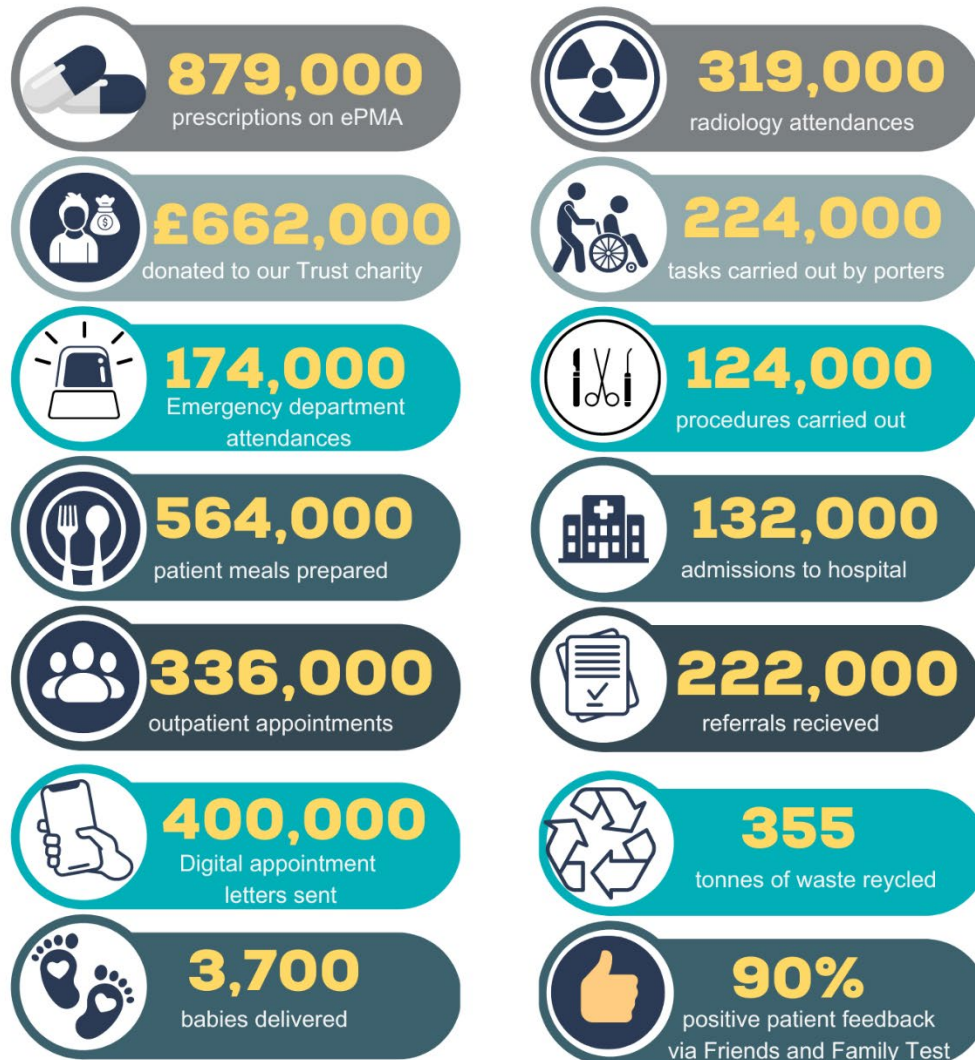 879,000
prescriptions on ePMA
319,000
radiology attendances
£662,000
donated to our Trust charity
224,000
tasks carried out by porters
174,000
Emergency department
attendances
124,000
procedures carried out
564,000
patient meals prepared
132,000
admissions to hospital
336,000
outpatient appointments
222,000
referrals recieved
400,000
Digital appointment
letters sent
355
tonnes of waste reycled
3,700
babies delivered
90%
positive patient feedback
via Friends and Family Test